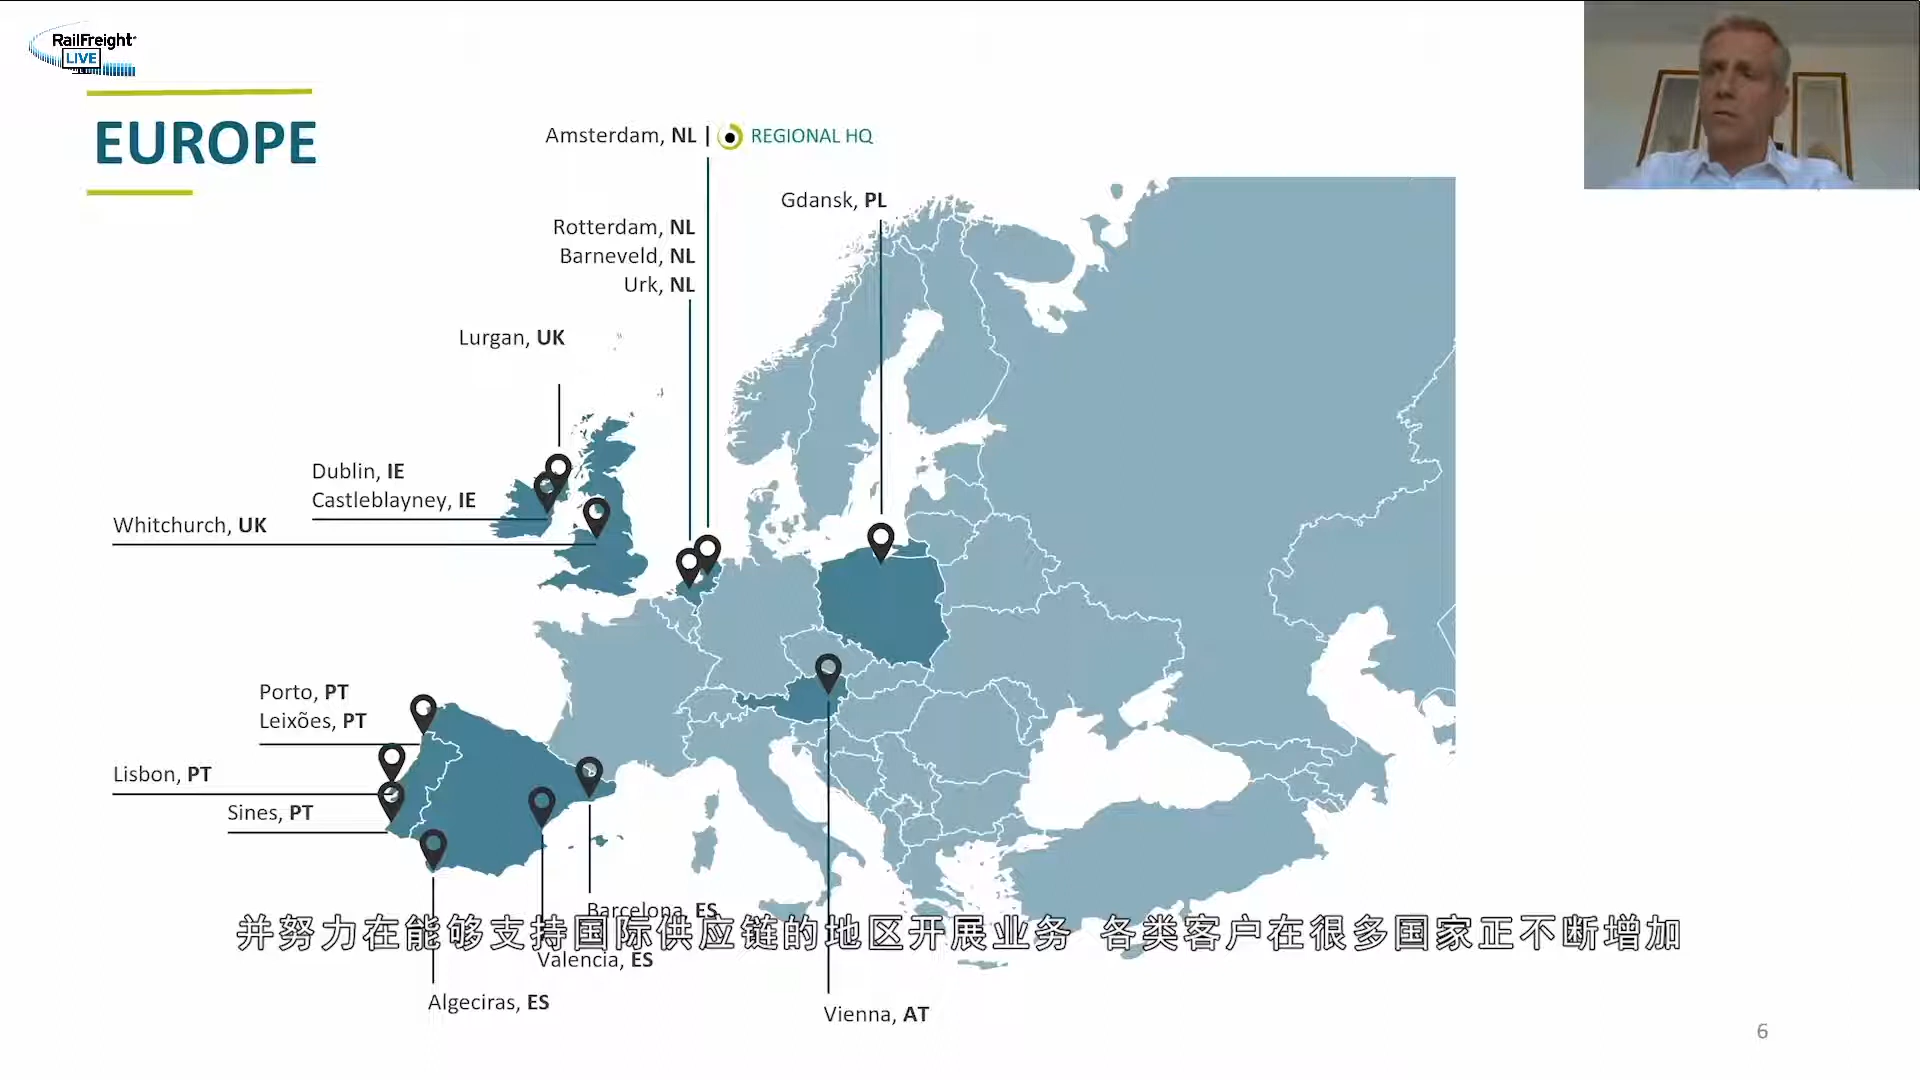 RailFreight
LIVE
EUROPE
Amsterdam, NL | REGIONAL HQ
Gdansk, PL
Rotterdam, NL
Barneveld, NL
Urk, NL
Lurgan, UK
Dublin, IE
Castleblayney, IE
Whitchurch, UK
Porto, PT
Leixões, PT
Lisbon, PT
Sines, PT
Barcelona, ES
并努力在能够支持国际供应链的地区开展业务 各类客户在很多国家正不断增加
Valencia, ES
Algeciras, ES
Vienna, AT
6